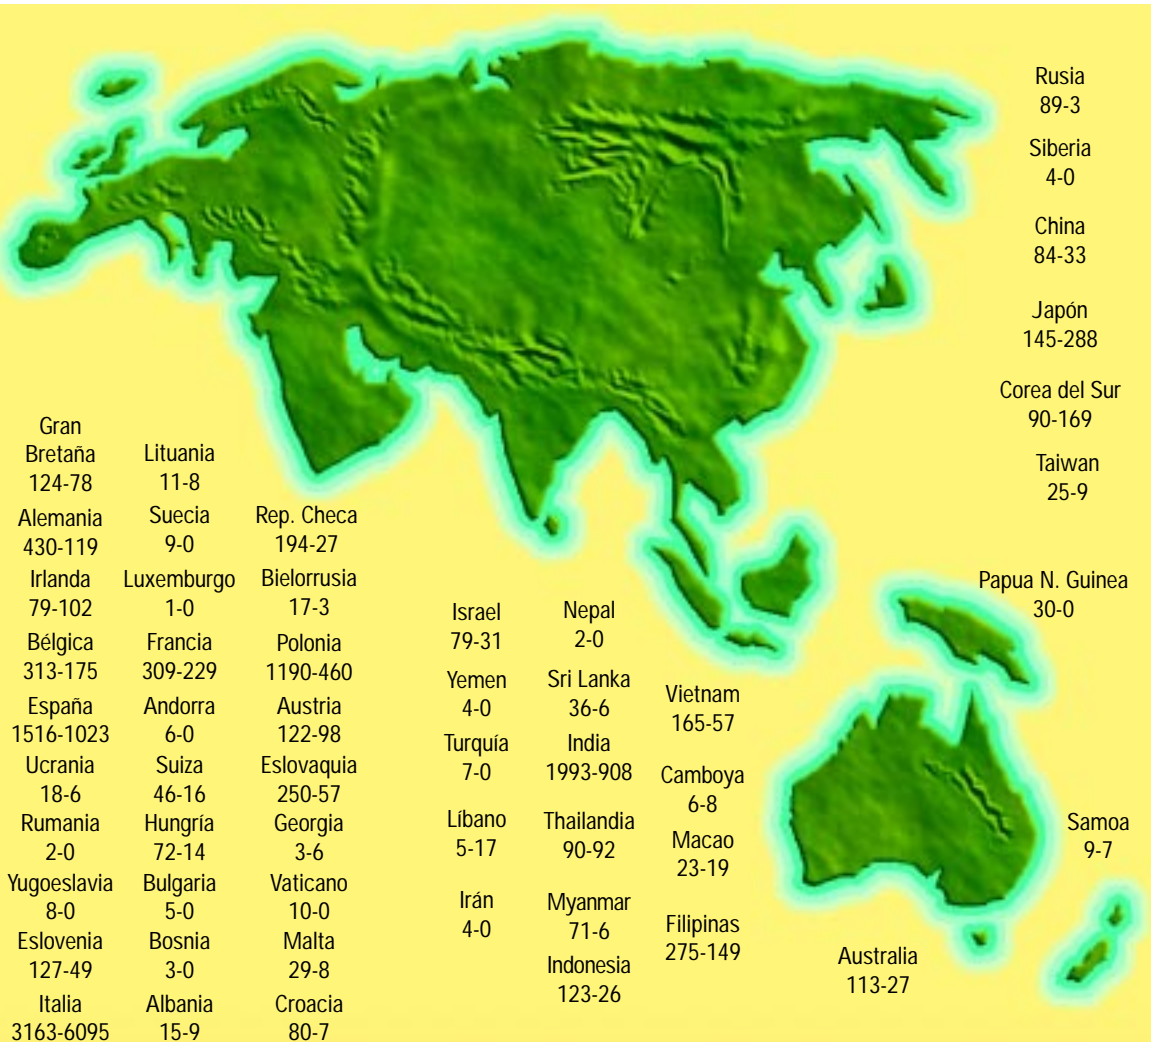 Rusia
89-3
Siberia
4-0
China
84-33
Japón
145-288
Corea del Sur
90-169
Taiwan
25-9
Papua N. Guinea
30-0
Samoa
9-7
Australia
113-27
Gran
Bretaña
124-78
Alemania
430-119
Irlanda
79-102
Bélgica
313-175
España
1516-1023
Ucrania
18-6
Rumania
2-0
Yugoeslavia
8-0
Eslovenia
127-49
Italia
3163-6095
Lituania
11-8
Suecia
9-0
Luxemburgo
1-0
Francia
309-229
Andorra
6-0
Suiza
46-16
Hungría
72-14
Bulgaria
5-0
Bosnia
3-0
Albania
15-9
Rep. Checa
194-27
Bielorrusia
17-3
Polonia
1190-460
Austria
122-98
Eslovaquia
250-57
Georgia
3-6
Vaticano
10-0
Malta
29-8
Croacia
80-7
Israel
79-31
Yemen
4-0
Turquía
7-0
Líbano
5-17
Irán
4-0
Nepal
2-0
Sri Lanka
36-6
India
1993-908
Thailandia
90-92
Myanmar
71-6
Indonesia
123-26
Vietnam
165-57
Camboya
6-8
Macao
23-19
Filipinas
275-149